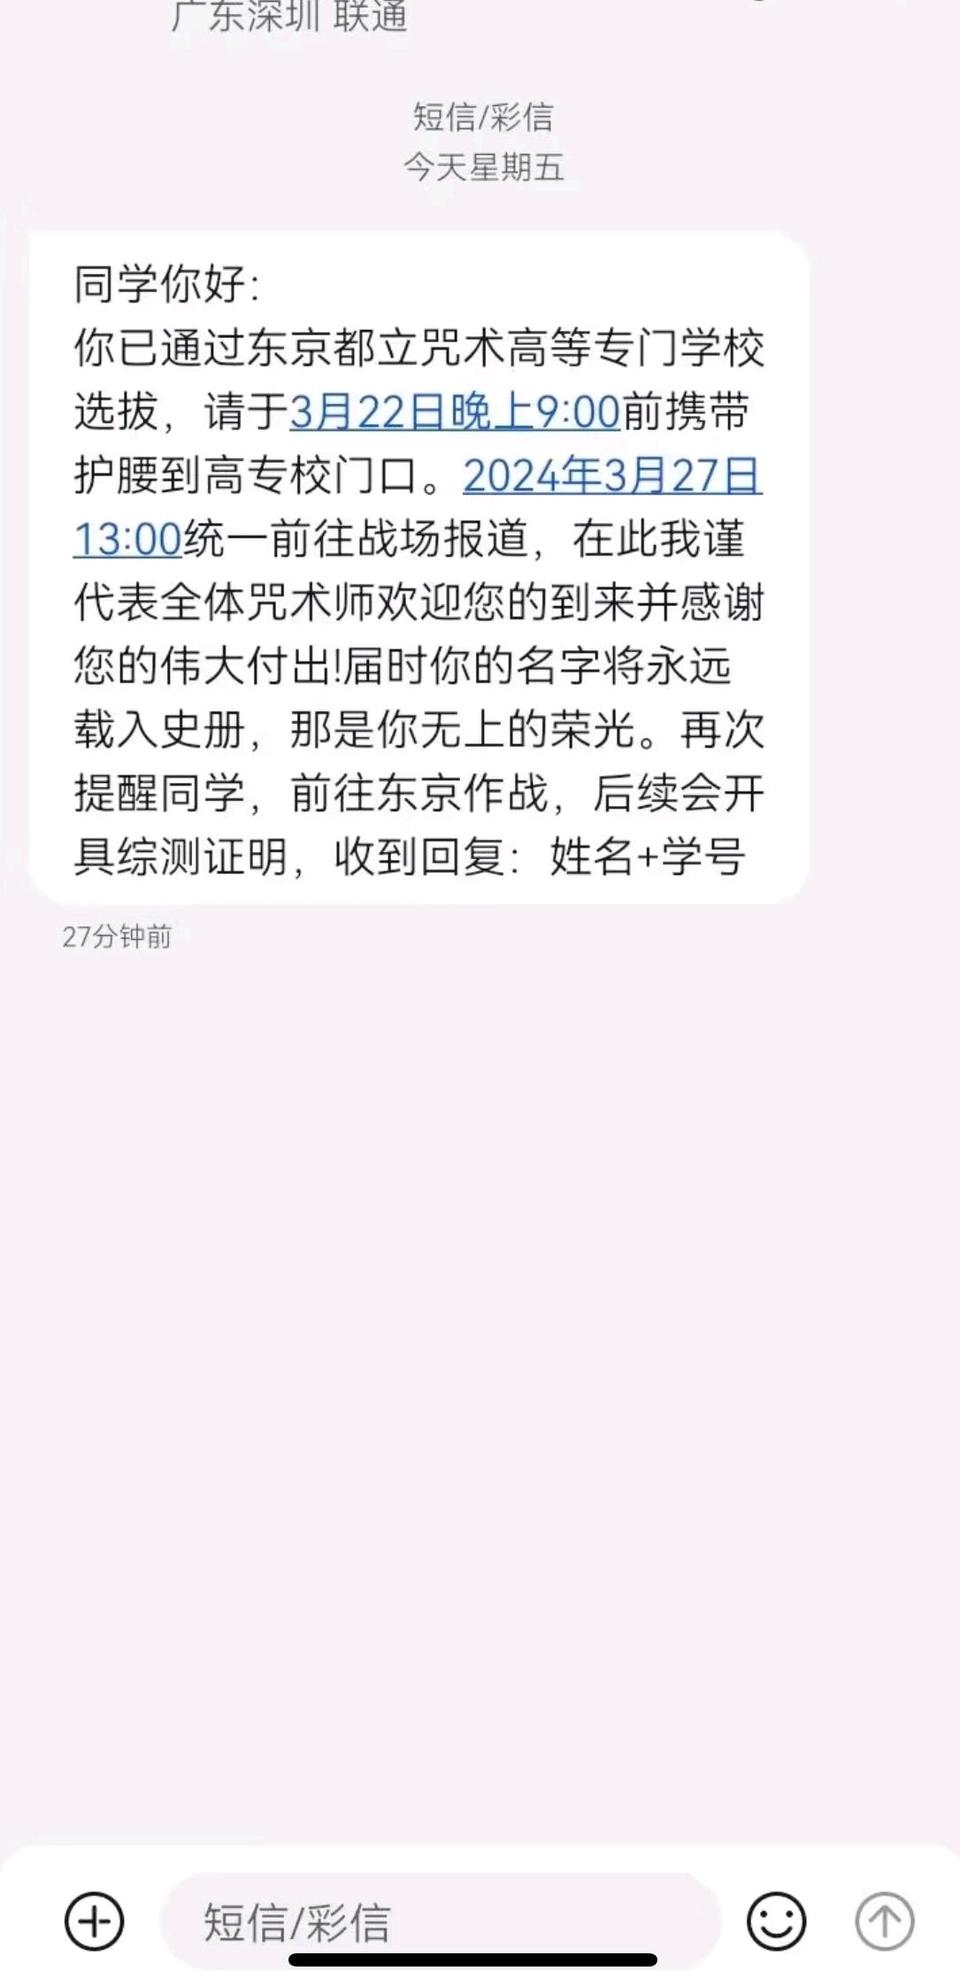 广东深圳 联通
短信/彩信
今天星期五
同学你好：
你已通过东京都立咒术高等专门学校
选拔，请于3月22日晚上9:00前携带
护腰到高专校门口。2024年3月27日
13:00统一前往战场报道，在此我谨
代表全体咒术师欢迎您的到来并感谢
您的伟大付出!届时你的名字将永远
载入史册，那是你无上的荣光。再次
提醒同学，前往东京作战，后续会开
具综测证明，收到回复：姓名+学号
27分钟前
短信/彩信